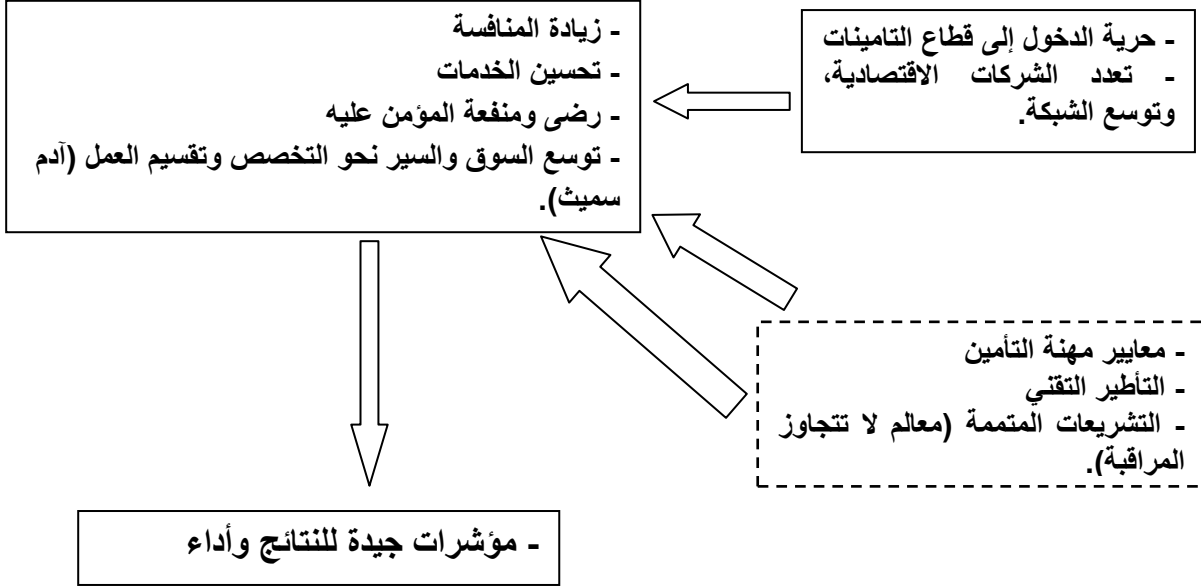 - حرية الدخول إلى قطاع التامينات
- تعدد الشركات الاقتصادية،
وتوسع الشبكة.
- زيادة المنافسة
- تحسين الخدمات
- رضى ومنفعة المؤمن عليه
- توسع السوق والسير نحو التخصص وتقسيم العمل (آدم
سميث).
- معايير مهنة التأمين
- التأطير التقني
- التشريعات المتممة (معالم لا تتجاوز
المراقبة).
- مؤشرات جيدة للنتائج وأداء